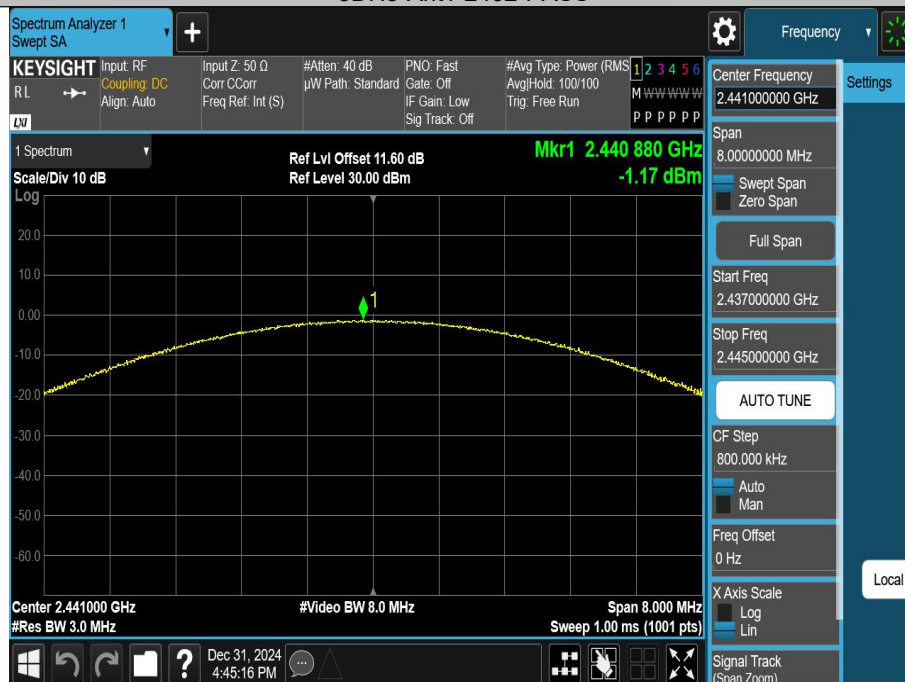 Spectrum Analyzer 1
Swept SA
+
Frequency
KEYSIGHT
RL
LXI
Input: RF
Coupling: DC
Align: Auto
Input Z: 50 Ω
Corr CCorr
Freq Ref: Int (S)
#Atten: 40 dB
µW Path: Standard
PNO: Fast
Gate: Off
IF Gain: Low
Sig Track: Off
#Avg Type: Power (RMS
Avg|Hold: 100/100
Trig: Free Run
1 2 3 4 5 6
M W W W W W
P P P P P P
1 Spectrum
Scale/Div 10 dB
Log
Ref Lvl Offset 11.60 dB
Ref Level 30.00 dBm
Mkr1 2.440 880 GHz
-1.17 dBm
20.0
10.0
0.00
-10.0
-20.0
-30.0
-40.0
-50.0
-60.0
1
Center 2.441000 GHz
#Res BW 3.0 MHz
#Video BW 8.0 MHz
Span 8.000 MHz
Sweep 1.00 ms (1001 pts)
?
Dec 31, 2024
4:45:16 PM
Center Frequency
2.441000000 GHz
Span
8.00000000 MHz
Swept Span
Zero Span
Full Span
Start Freq
2.437000000 GHz
Stop Freq
2.445000000 GHz
AUTO TUNE
CF Step
800.000 kHz
Auto
Man
Freq Offset
0 Hz
X Axis Scale
Log
Lin
Signal Track
(Span Zoom)
Settings
Local